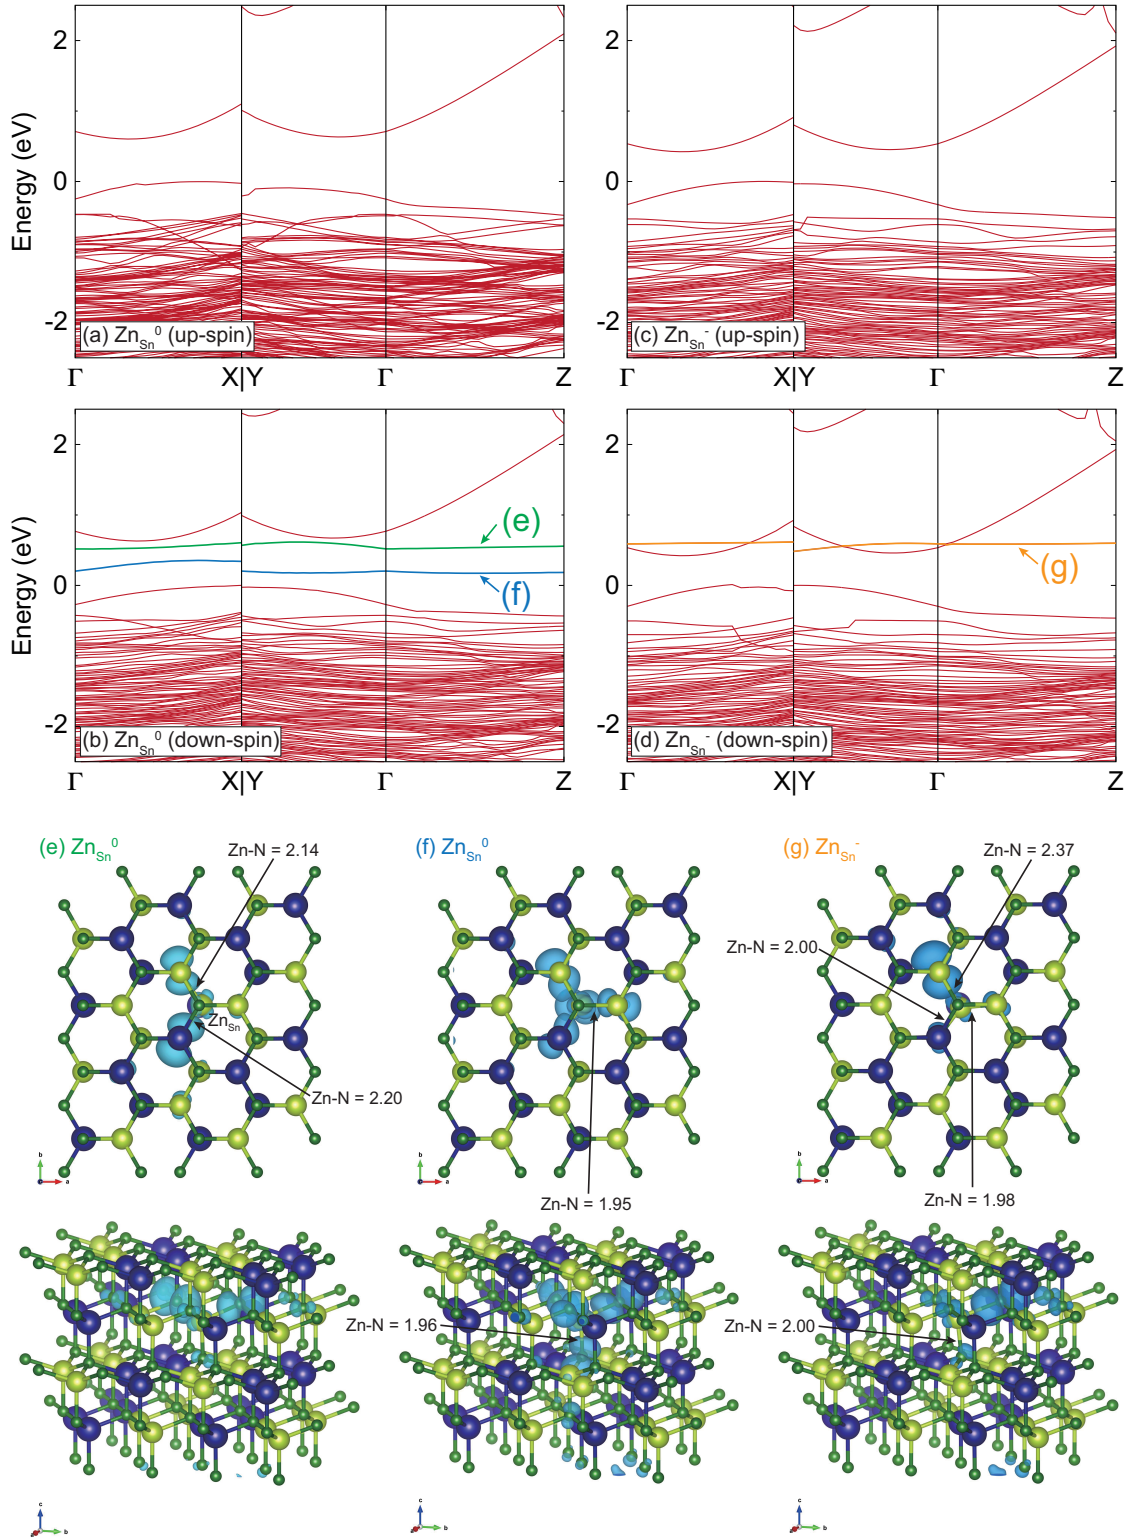 2
0
-2
Energy (eV)
(a) Zn_Sn^0 (up-spin)
Γ X|Y Γ Z
2
0
-2
(c) Zn_Sn^- (up-spin)
Γ X|Y Γ Z
2
0
-2
Energy (eV)
(e)
(f)
(b) Zn_Sn^0 (down-spin)
Γ X|Y Γ Z
2
0
-2
(g)
(d) Zn_Sn^- (down-spin)
Γ X|Y Γ Z
(e) Zn_Sn^0
Zn-N = 2.14
Zn_Sn
Zn-N = 2.20
b
a
(f) Zn_Sn^0
Zn-N = 1.95
b
a
(g) Zn_Sn^-
Zn-N = 2.37
Zn-N = 2.00
Zn-N = 1.98
b
a
c
a
b
Zn-N = 1.96
c
a
b
Zn-N = 2.00
c
a
b